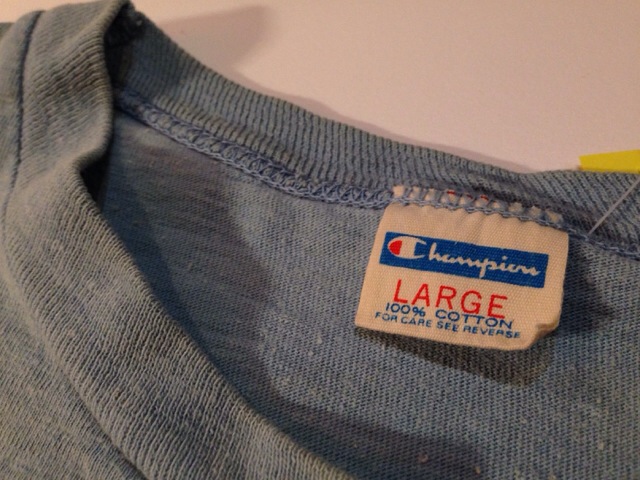 Champion
LARGE
100% COTTON
FOR CARE SEE REVERSE